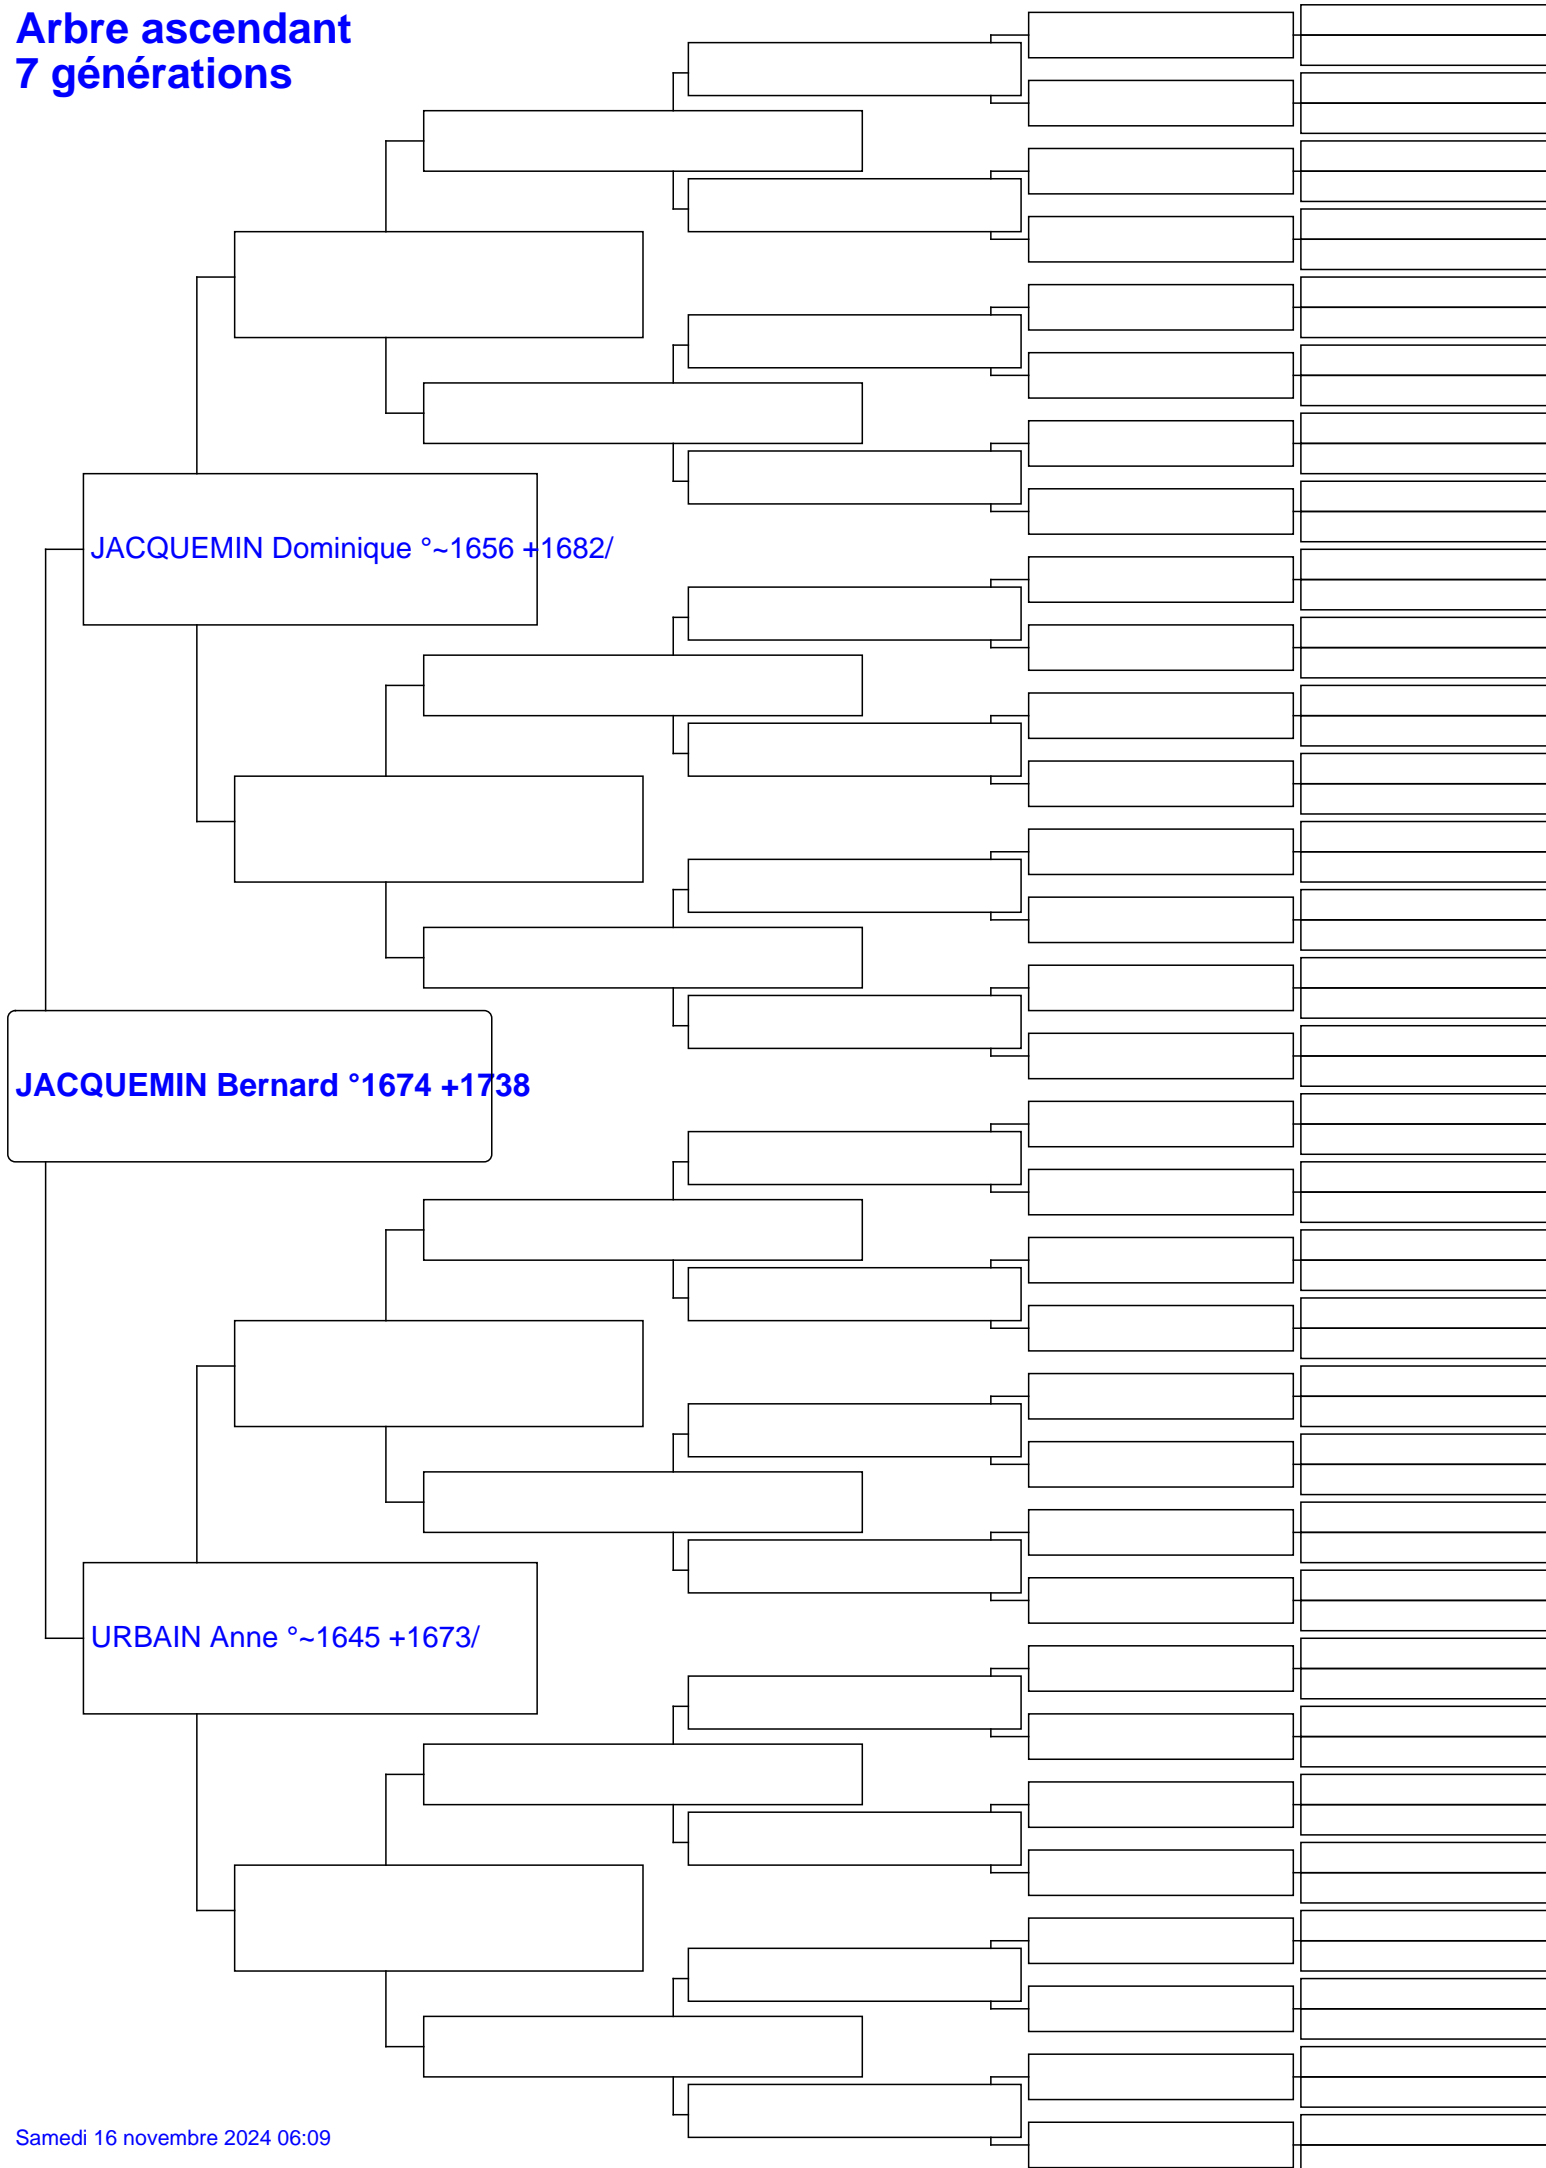 Arbre ascendant
7 générations
JACQUEMIN Dominique °~1656 +1682/
JACQUEMIN Bernard °1674 +1738
URBAIN Anne °~1645 +1673/
Samedi 16 novembre 2024 06:09